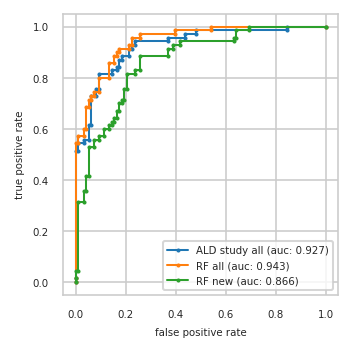 1.0
0.8
0.6
0.4
0.2
0.0
true positive rate
ALD study all (auc: 0.927)
RF all (auc: 0.943)
RF new (auc: 0.866)
0.0 0.2 0.4 0.6 0.8 1.0
false positive rate